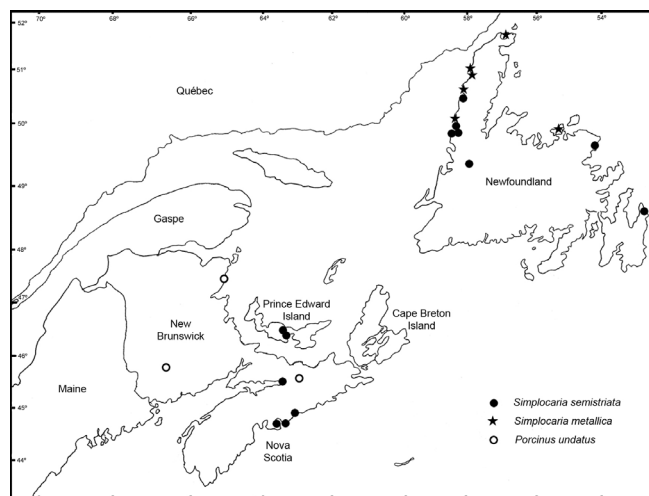 70° 68° 66° 64° 62° 60° 58° 56° 54°
52°
51°
Québec
50°
Newfoundland
49°
Gaspe
48°
47°
Prince Edward
Island
Cape Breton
Island
New
Brunswick
46°
Maine
Simplocaria semistriata
45°
Simplocaria metallica
Porcinus undatus
Nova
Scotia
44°